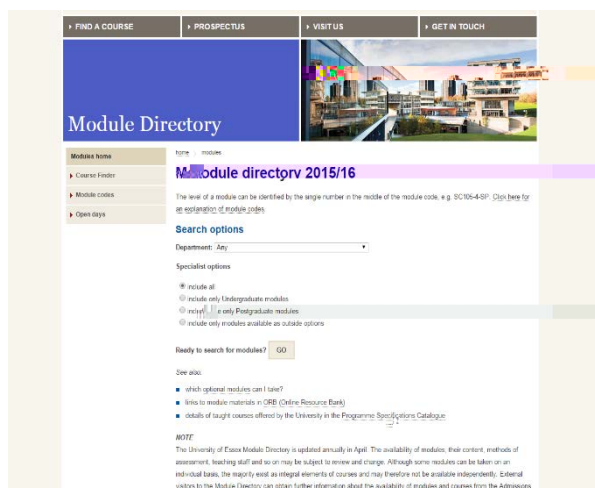 FIND A COURSE
PROSPECTUS
VISIT US
GET IN TOUCH
Module Directory
Modules home
Course Finder
Module codes
Open days
home modules
Module directory 2015/16
The level of a module can be identified by the single number in the middle of the module code, e.g. SC105-4-SP. Click here for
an explanation of module codes.
Search options
Department: Any
Specialist options
include all
include only Undergraduate modules
include only Postgraduate modules
include only modules available as outside options
Ready to search for modules? GO
See also:
which optional modules can I take?
links to module materials in ORB (Online Resource Bank)
details of taught courses offered by the University in the Programme Specifications Catalogue
NOTE
The University of Essex Module Directory is updated annually in April. The availability of modules, their content, methods of
assessment, teaching staff and so on may be subject to review and change. Although some modules can be taken on an
individual basis, the majority exist as integral elements of courses and may therefore not be available independently. External
visitors to the Module Directory can obtain further information about the availability of modules and courses from the Admissions